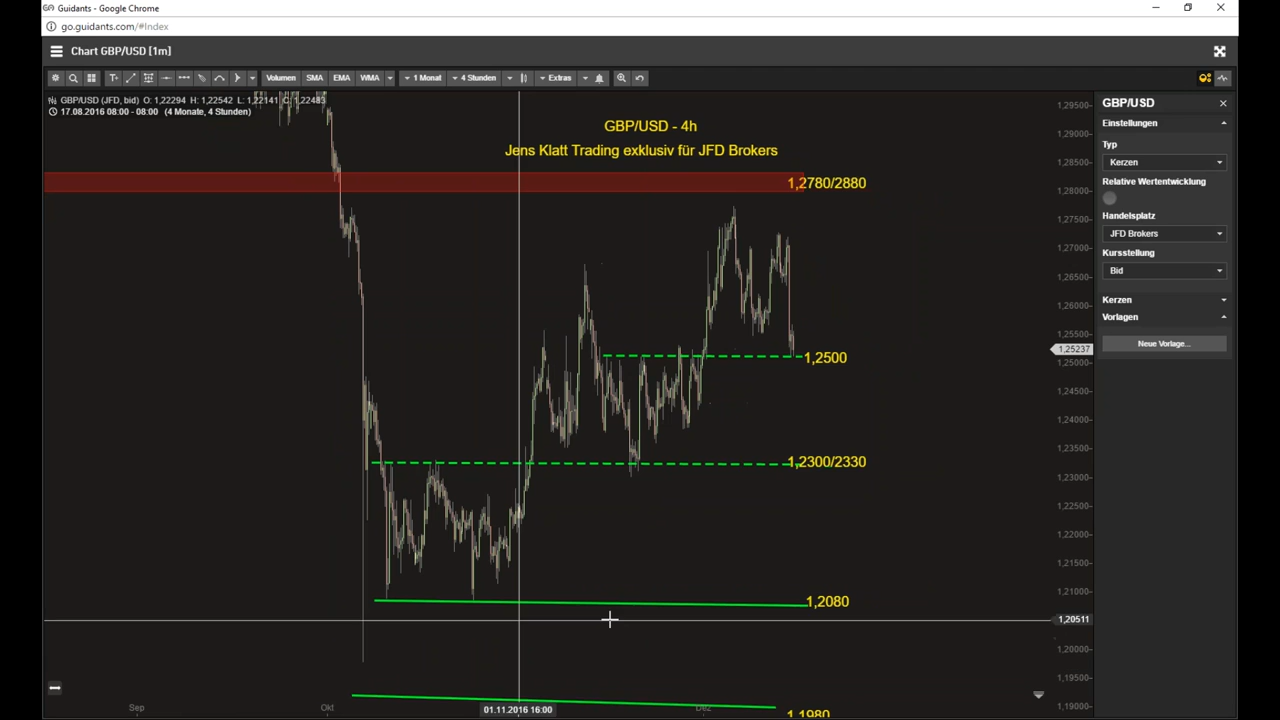 Guidants - Google Chrome
go.guidants.com/#Index
Chart GBP/USD [1m]
T+ Volumen SMA EMA WMA 1 Monat 4 Stunden Extras
GBP/USD (JFD, bid) O: 1,22294 H: 1,22542 L: 1,22141 C: 1,22483
17.08.2016 08:00 - 08:00 (4 Monate, 4 Stunden)
GBP/USD - 4h
Jens Klatt Trading exklusiv für JFD Brokers
1,2780/2880
1,2500
1,2300/2330
1,2080
1,1980
1,29500
1,29000
1,28500
1,28000
1,27500
1,27000
1,26500
1,26000
1,25500
1,25237
1,25000
1,24500
1,24000
1,23500
1,23000
1,22500
1,22000
1,21500
1,21000
1,20511
1,20000
1,19500
1,19000
Sep Okt 01.11.2016 16:00 Dez
GBP/USD
Einstellungen
Typ
Kerzen
Relative Wertentwicklung
Handelsplatz
JFD Brokers
Kursstellung
Bid
Kerzen
Vorlagen
Neue Vorlage...